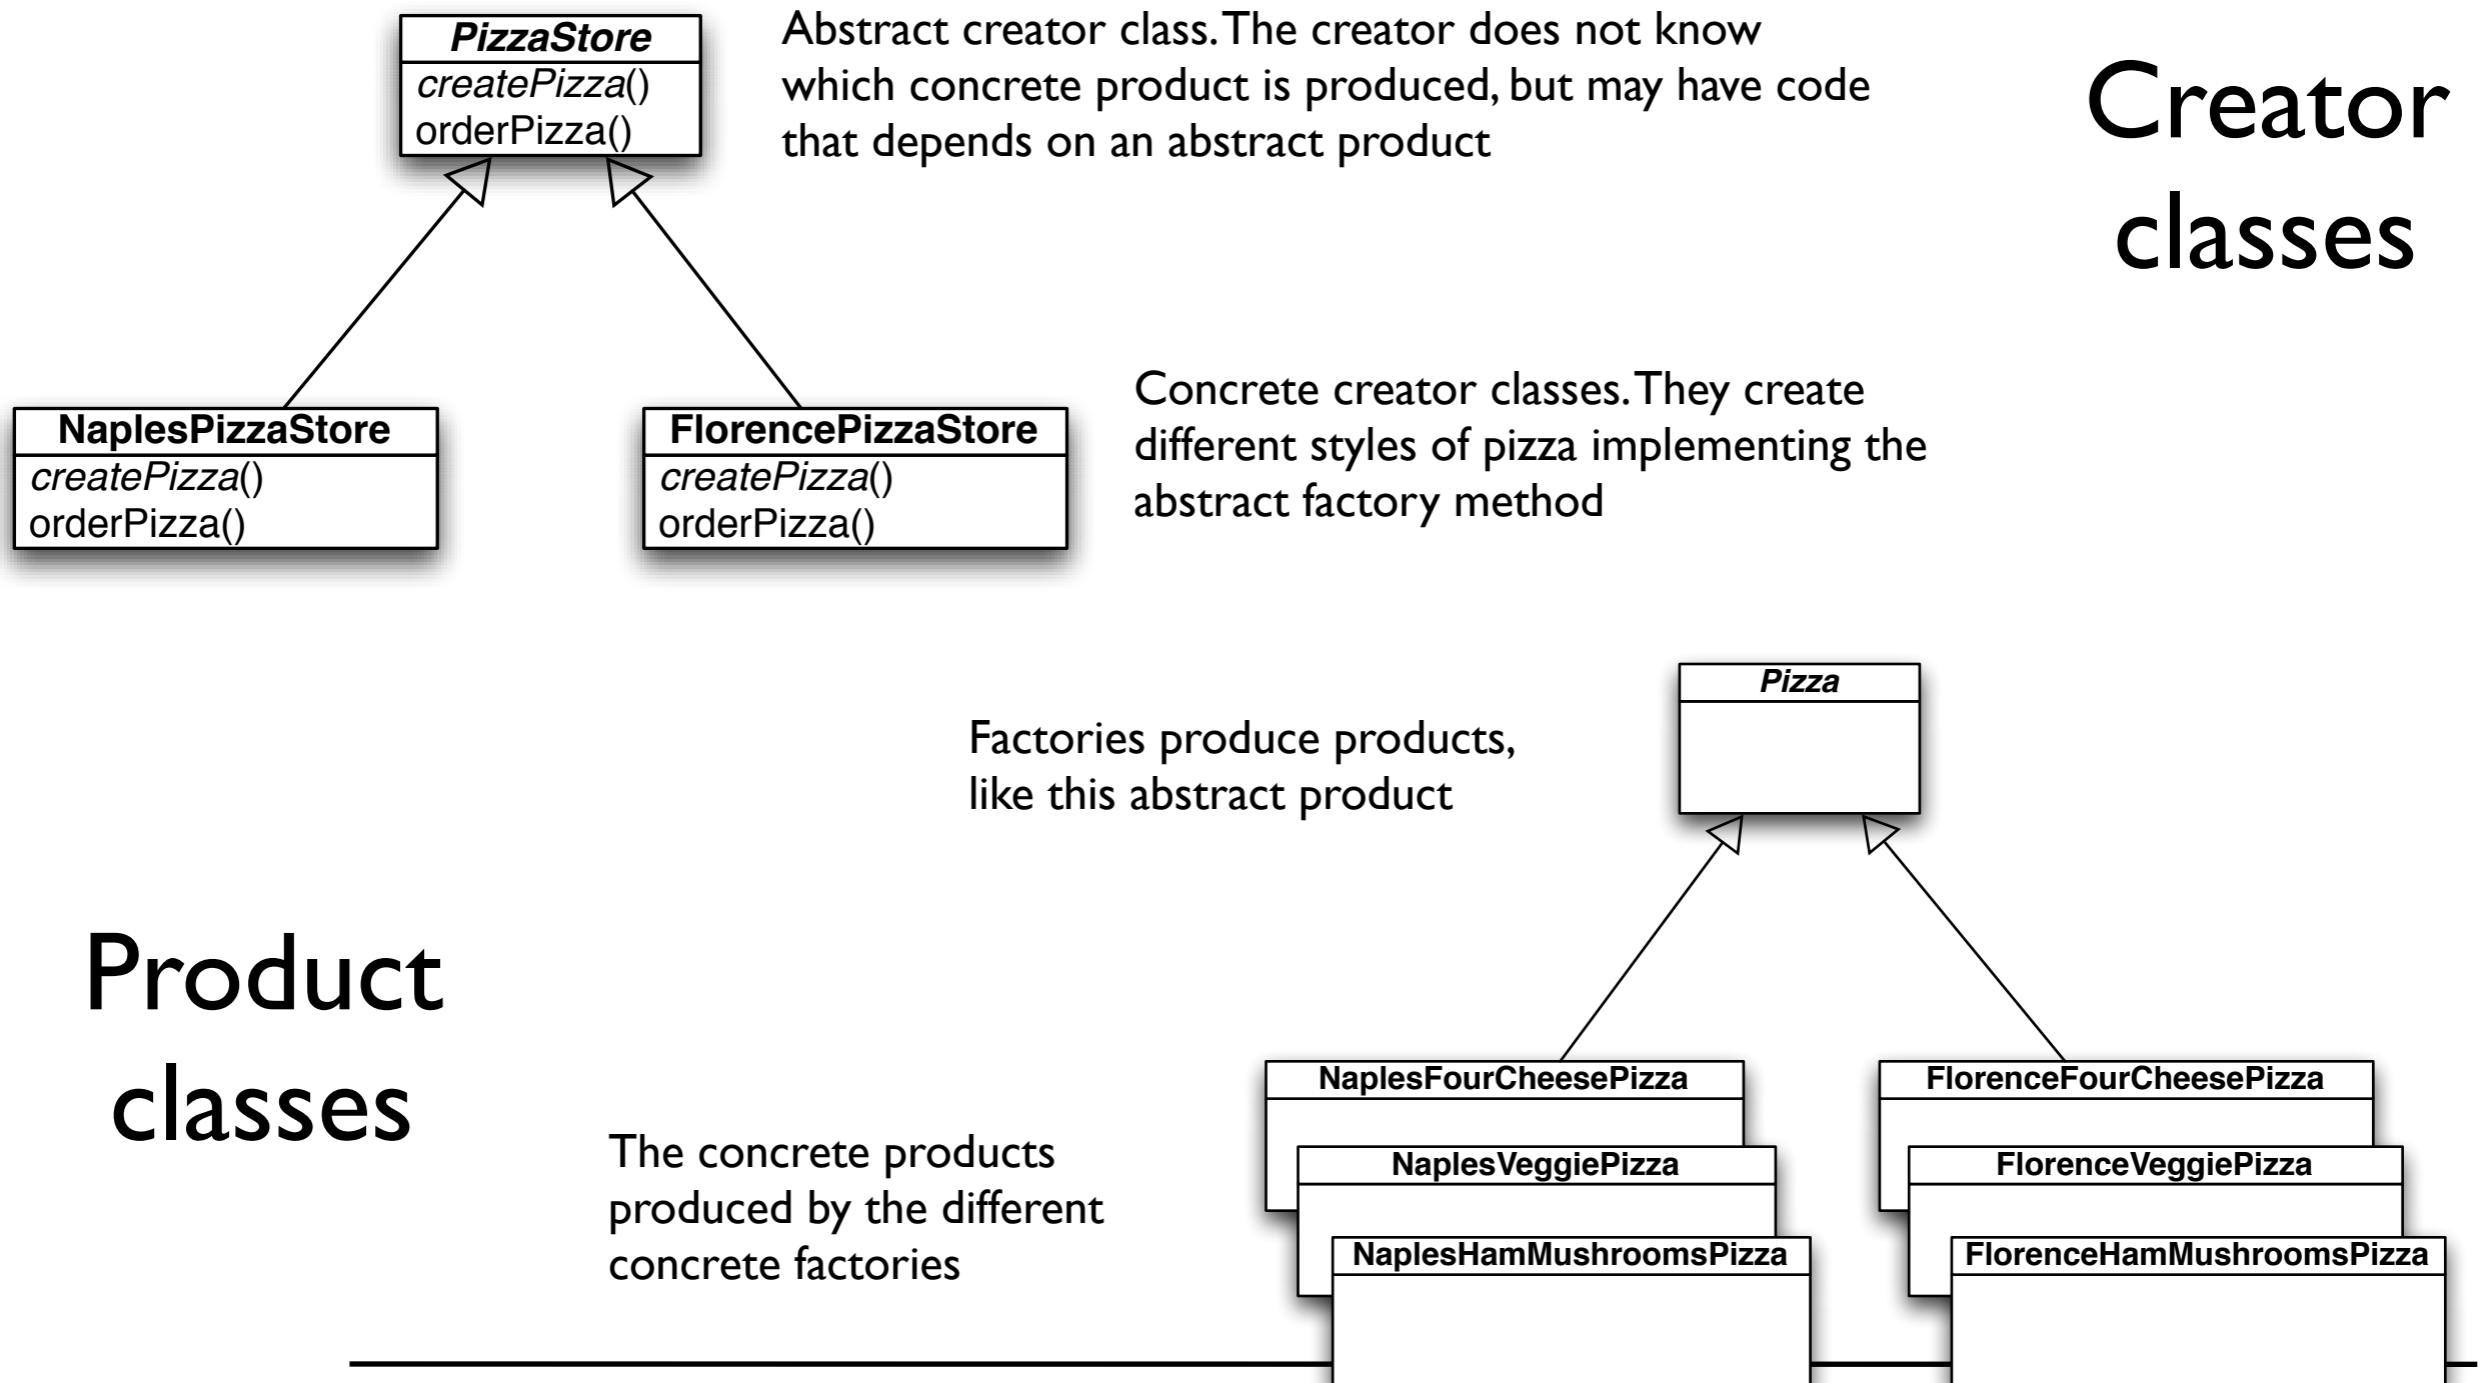 PizzaStore
createPizza()
orderPizza()
Abstract creator class. The creator does not know
which concrete product is produced, but may have code
that depends on an abstract product
Creator
classes
NaplesPizzaStore
createPizza()
orderPizza()
FlorencePizzaStore
createPizza()
orderPizza()
Concrete creator classes. They create
different styles of pizza implementing the
abstract factory method
Pizza
Factories produce products,
like this abstract product
Product
classes
The concrete products
produced by the different
concrete factories
NaplesFourCheesePizza
NaplesVeggiePizza
NaplesHamMushroomsPizza
FlorenceFourCheesePizza
FlorenceVeggiePizza
FlorenceHamMushroomsPizza